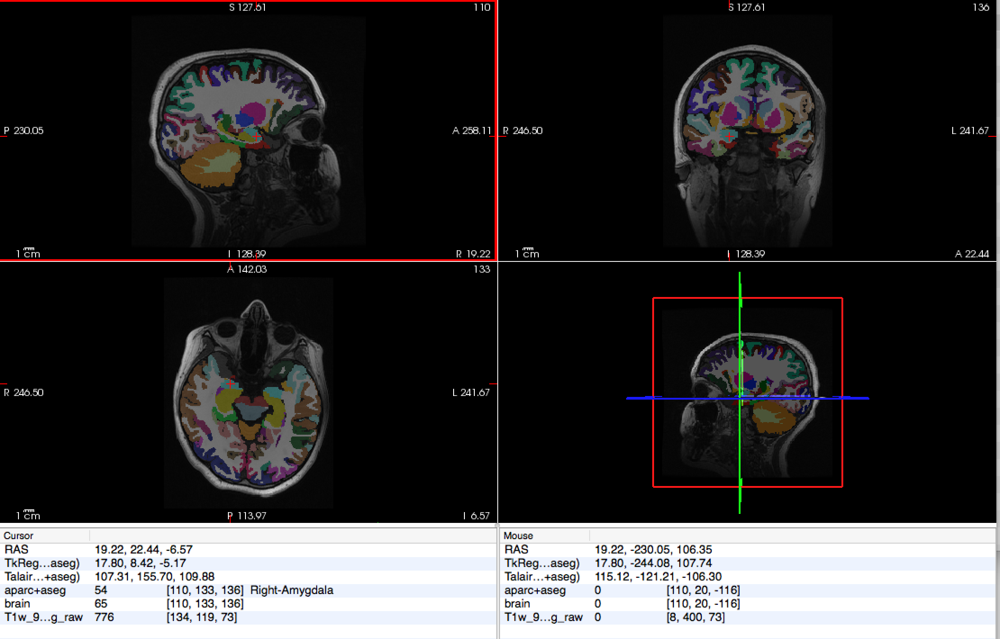 S 127.61
110
P 230.05
A 258.11
1 cm
I 128.39
R 19.22
S 127.61
136
R 246.50
L 241.67
1 cm
I 128.39
A 22.44
A 142.03
133
R 246.50
L 241.67
1 cm
P 113.97
I 6.57
Cursor
RAS 19.22, 22.44, -6.57
TkReg...aseg) 17.80, 8.42, -5.17
Talair...+aseg) 107.31, 155.70, 109.88
aparc+aseg 54 [110, 133, 136] Right-Amygdala
brain 65 [110, 133, 136]
T1w_9...g_raw 776 [134, 119, 73]
Mouse
RAS 19.22, -230.05, 106.35
TkReg...aseg) 17.80, -244.08, 107.74
Talair...+aseg) 115.12, -121.21, -106.30
aparc+aseg 0 [110, 20, -116]
brain 0 [110, 20, -116]
T1w_9...g_raw 0 [8, 400, 73]